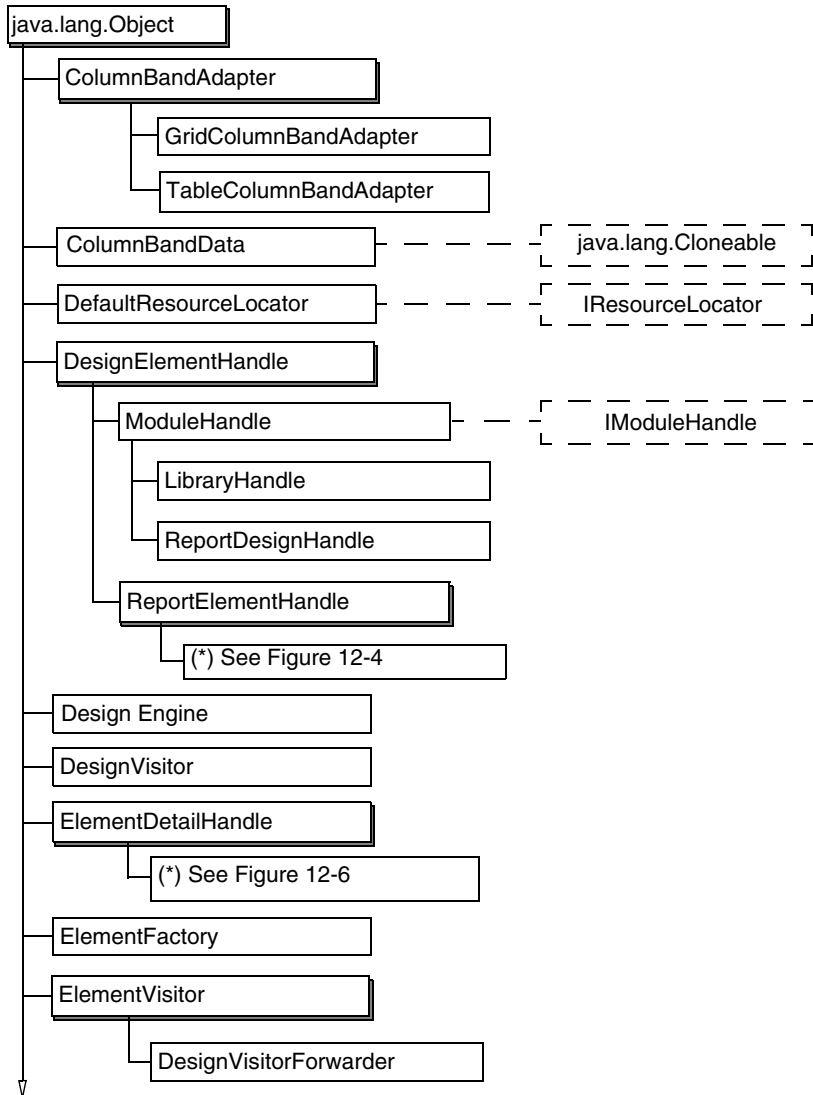 java.lang.Object
ColumnBandAdapter
GridColumnBandAdapter
TableColumnBandAdapter
ColumnBandData
java.lang.Cloneable
DefaultResourceLocator
IResourceLocator
DesignElementHandle
ModuleHandle
IModuleHandle
LibraryHandle
ReportDesignHandle
ReportElementHandle
(*) See Figure 12-4
Design Engine
DesignVisitor
ElementDetailHandle
(*) See Figure 12-6
ElementFactory
ElementVisitor
DesignVisitorForwarder